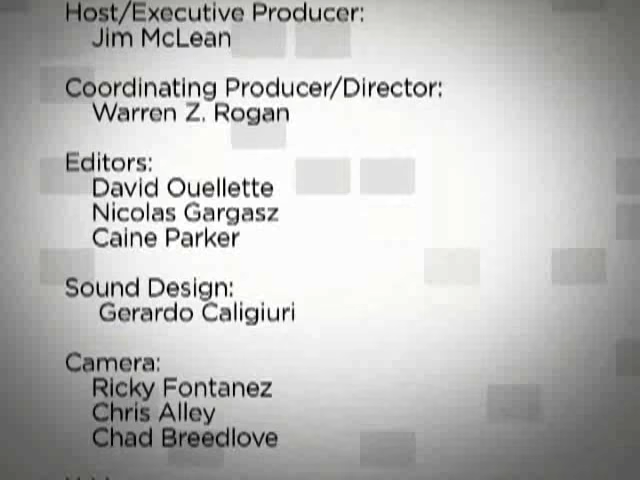 Host/Executive Producer:
Jim McLean
Coordinating Producer/Director:
Warren Z. Rogan
Editors:
David Ouellette
Nicolas Gargasz
Caine Parker
Sound Design:
Gerardo Caligiuri
Camera:
Ricky Fontanez
Chris Alley
Chad Breedlove